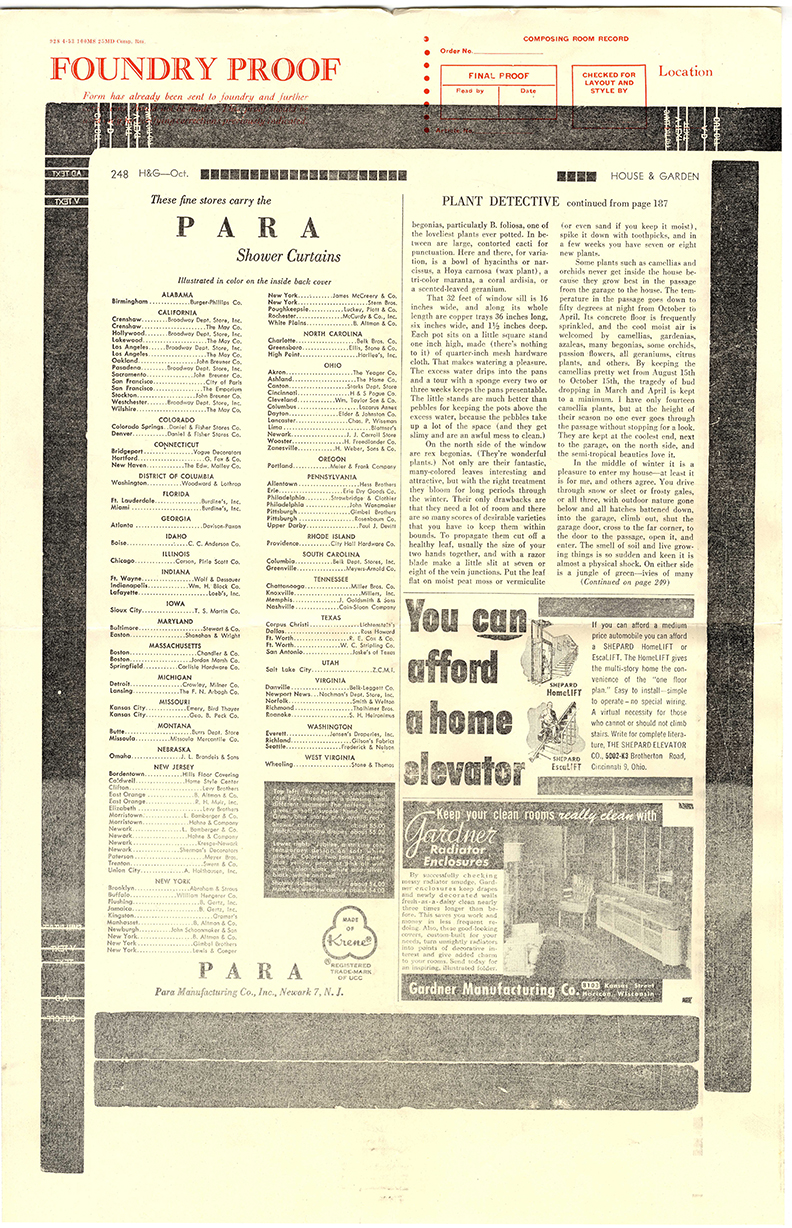 928 4-53 168MS 25MD Comp. Rm.
FOUNDRY PROOF
Form has already been sent to foundry and further
COMPOSING ROOM RECORD
Order No.
FINAL PROOF
Read by
Date
CHECKED FOR
LAYOUT AND
STYLE BY
Location
248 H&G—Oct.
HOUSE & GARDEN
These fine stores carry the
PARA
Shower Curtains
Illustrated in color on the inside back cover
ALABAMA
Birmingham Burger-Phillips Co.
CALIFORNIA
Crenshaw Broadway Dept. Store, Inc.
Crenshaw The May Co.
Hollywood Broadway Dept. Store, Inc.
Lakewood The May Co.
Los Angeles Broadway Dept. Store, Inc.
Los Angeles The May Co.
Oakland John Breuner Co.
Pasadena Broadway Dept. Store, Inc.
Sacramento John Breuner Co.
San Francisco City of Paris
San Francisco The Emporium
Stockton John Breuner Co.
Westchester Broadway Dept. Store, Inc.
Wilshire The May Co.
COLORADO
Colorado Springs Daniel & Fisher Stores Co.
Denver Daniel & Fisher Stores Co.
CONNECTICUT
Bridgeport Vogue Decorators
Hartford G. Fox & Co.
New Haven The Edw. Malley Co.
DISTRICT OF COLUMBIA
Washington Woodward & Lothrop
FLORIDA
Ft. Lauderdale Burdine's, Inc.
Miami Burdine's, Inc.
GEORGIA
Atlanta Davison-Paxon
IDAHO
Boise C. C. Anderson Co.
ILLINOIS
Chicago Carson, Pirie Scott Co.
INDIANA
Ft. Wayne Wolf & Dessauer
Indianapolis Wm. H. Block Co.
Lafayette Loeb's, Inc.
IOWA
Sioux City T. S. Martin Co.
MARYLAND
Baltimore Stewart & Co.
Easton Shanahan & Wright
MASSACHUSETTS
Boston Chandler & Co.
Boston Jordan Marsh Co.
Springfield Carlisle Hardware Co.
MICHIGAN
Detroit Crowley, Milner Co.
Lansing The F. N. Arbagh Co.
MISSOURI
Kansas City Emery, Bird Thayer
Kansas City Geo. B. Peck Co.
MONTANA
Butte Burrs Dept. Store
Missoula Missoula Mercantile Co.
NEBRASKA
Omaha J. L. Brandeis & Sons
NEW JERSEY
Bordentown Hills Floor Covering
Caldwell Home Style Center
Clifton Levy Brothers
East Orange B. Altman & Co.
East Orange R. H. Muir, Inc.
Elizabeth Levy Brothers
Morristown L. Bamberger & Co.
Morristown Hahne & Company
Newark L. Bamberger & Co.
Newark Hahne & Company
Newark Kresge-Newark
Newark Sherman's Decorators
Paterson Meyer Bros.
Trenton Swern & Co.
Union City A. Holthausen, Inc.
NEW YORK
Brooklyn Abraham & Straus
Buffalo William Hengerer Co.
Flushing B. Gertz, Inc.
Jamaica B. Gertz, Inc.
Kingston Cramer's
Manhasset B. Altman & Co.
Newburgh John Schoonmaker & Son
New York B. Altman & Co.
New York Gimbel Brothers
New York Lewis & Conger
New York James McCreery & Co.
New York Stern Bros.
Poughkeepsie Luckey, Platt & Co.
Rochester McCurdy & Co., Inc.
White Plains B. Altman & Co.
NORTH CAROLINA
Charlotte Belk Bros. Co.
Greensboro Ellis, Stone & Co.
High Point Harllee's, Inc.
OHIO
Akron The Yeager Co.
Ashland The Home Co.
Canton Starks Dept. Store
Cincinnati H & S Pogue Co.
Cleveland Wm. Taylor Son & Co.
Columbus Lazarus Annex
Dayton Elder & Johnston Co.
Lancaster Chas. P. Wiseman
Lima Blattner's
Newark J. J. Carroll Store
Wooster H. Freedlander Co.
Zanesville H. Weber, Sons & Co.
OREGON
Portland Meier & Frank Company
PENNSYLVANIA
Allentown Hess Brothers
Erie Erie Dry Goods Co.
Philadelphia Strawbridge & Clothier
Philadelphia John Wanamaker
Pittsburgh Gimbel Brothers
Pittsburgh Rosenbaum Co.
Upper Darby Paul J. Devitt
RHODE ISLAND
Providence City Hall Hardware Co.
SOUTH CAROLINA
Columbia Belk Dept. Stores, Inc.
Greenville Meyers-Arnold Co.
TENNESSEE
Chattanooga Miller Bros. Co.
Knoxville Millers, Inc.
Memphis J. Goldsmith & Sons
Nashville Cain-Sloan Company
TEXAS
Corpus Christi Lichtenstein's
Dallas Ross Howard
Ft. Worth R. E. Cox & Co.
Ft. Worth W. C. Stripling Co.
San Antonio Joske's of Texas
UTAH
Salt Lake City Z.C.M.I.
VIRGINIA
Danville Belk-Leggett Co.
Newport News Nachman's Dept. Store, Inc.
Norfolk Smith & Welton
Richmond Thalhimer Bros.
Roanoke S. H. Heironimus
WASHINGTON
Everett Jensen's Draperies, Inc.
Richland Gilson's Fabrics
Seattle Frederick & Nelson
WEST VIRGINIA
Wheeling Stone & Thomas
MADE
OF
Krene
REGISTERED
TRADE-MARK
OF UCC
PARA
Para Manufacturing Co., Inc., Newark 7, N. J.
PLANT DETECTIVE continued from page 187
begonias, particularly B. foliosa, one of
the loveliest plants ever potted. In be-
tween are large, contorted cacti for
punctuation. Here and there, for varia-
tion, is a bowl of hyacinths or nar-
cissus, a Hoya carnosa (wax plant), a
tri-color maranta, a coral ardisia, or
a scented-leaved geranium.
That 32 feet of window sill is 16
inches wide, and along its whole
length are copper trays 36 inches long,
six inches wide, and 1½ inches deep.
Each pot sits on a little square stand
one inch high, made (there's nothing
to it) of quarter-inch mesh hardware
cloth. That makes watering a pleasure.
The excess water drips into the pans
and a tour with a sponge every two or
three weeks keeps the pans presentable.
The little stands are much better than
pebbles for keeping the pots above the
excess water, because the pebbles take
up a lot of the space (and they get
slimy and are an awful mess to clean.)
On the north side of the window
are rex begonias. (They're wonderful
plants.) Not only are their fantastic,
many-colored leaves interesting and
attractive, but with the right treatment
they bloom for long periods through
the winter. Their only drawbacks are
that they need a lot of room and there
are so many scores of desirable varieties
that you have to keep them within
bounds. To propagate them cut off a
healthy leaf, usually the size of your
two hands together, and with a razor
blade make a slit at seven or
eight of the vein junctions. Put the leaf
flat on moist peat moss or vermiculite
(or even sand if you keep it moist),
spike it down with toothpicks, and in
a few weeks you have seven or eight
new plants.
Some plants such as camellias and
orchids never get inside the house be-
cause they grow best in the passage
from the garage to the house. The tem-
perature in the passage goes down to
fifty degrees at night from October to
April. Its concrete floor is frequently
sprinkled, and the cool moist air is
welcomed by camellias, gardenias,
azaleas, many begonias, some orchids,
passion flowers, all geraniums, citrus
plants, and others. By keeping the
camellias pretty wet from August 15th
to October 15th, the tragedy of bud
dropping in March and April is kept
to a minimum. I have only fourteen
camellia plants, but at the height of
their season no one ever goes through
the passage without stopping for a look.
They are kept at the coolest end, next
to the garage, on the north side, and
the semi-tropical beauties love it.
In the middle of winter it is a
pleasure to enter my house—at least it
is for me, and others agree. You drive
through snow or sleet or frosty gales,
or all three, with outdoor nature gone
below and all hatches battened down,
into the garage, climb out, shut the
garage door, cross to the far corner, to
the door to the passage, open it, and
enter. The smell of soil and live grow-
ing things is so sudden and keen it is
almost a physical shock. On either side
is a jungle of green—ivies of many
(Continued on page 249)
You can
afford
a home
elevator
SHEPARD
HomeLIFT
SHEPARD
EscaLIFT
If you can afford a medium
price automobile you can afford
a SHEPARD HomeLIFT or
EscaLIFT. The HomeLIFT gives
the multi-story home the con-
venience of the "one floor
plan." Easy to install—simple
to operate—no special wiring.
A virtual necessity for those
who cannot or should not climb
stairs. Write for complete litera-
ture, THE SHEPARD ELEVATOR
CO., 5002-K3 Brotherton Road,
Cincinnati 9, Ohio.
Keep your clean rooms really clean with
Gardner
Radiator
Enclosures
By successfully checking
messy radiator smudge, Gard-
ner enclosures keep drapes
and newly decorated walls
fresh-as-a-daisy clean nearly
three times longer than be-
fore. This saves you work and
money in less frequent re-
doing. Also, these good-looking
covers, custom-built for your
needs, turn unsightly radiators
into points of decorative in-
terest and give added charm
to your rooms. Send today for
an inspiring, illustrated folder.
Gardner Manufacturing Co.
8103 Kansas Street
Horicon, Wisconsin